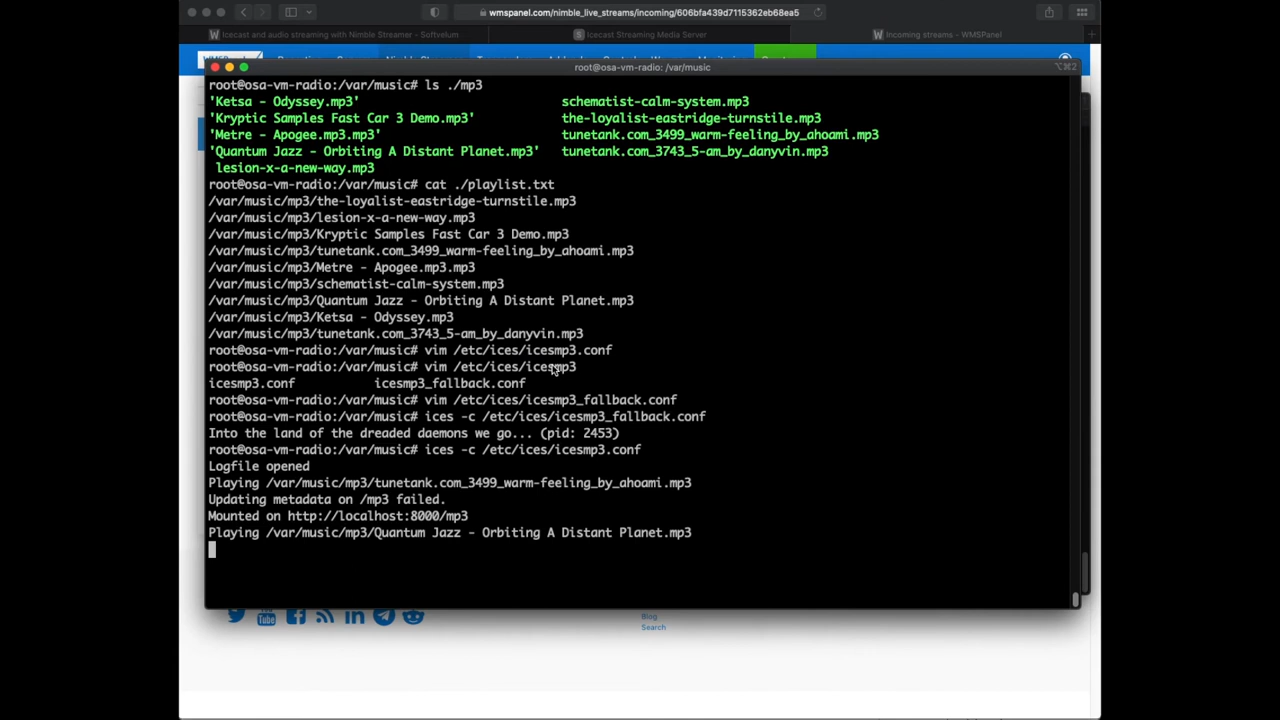 wmspanel.com/nimble_live_streams/incoming/606bfa439d7115362eb68ea5
Icecast and audio streaming with Nimble Streamer - Softvelum
Icecast Streaming Media Server
Incoming streams - WMSPanel
root@osa-vm-radio: /var/music
⌥⌘2
root@osa-vm-radio:/var/music# ls ./mp3
'Ketsa - Odyssey.mp3' schematist-calm-system.mp3
'Kryptic Samples Fast Car 3 Demo.mp3' the-loyalist-eastridge-turnstile.mp3
'Metre - Apogee.mp3.mp3' tunetank.com_3499_warm-feeling_by_ahoami.mp3
'Quantum Jazz - Orbiting A Distant Planet.mp3' tunetank.com_3743_5-am_by_danyvin.mp3
lesion-x-a-new-way.mp3
root@osa-vm-radio:/var/music# cat ./playlist.txt
/var/music/mp3/the-loyalist-eastridge-turnstile.mp3
/var/music/mp3/lesion-x-a-new-way.mp3
/var/music/mp3/Kryptic Samples Fast Car 3 Demo.mp3
/var/music/mp3/tunetank.com_3499_warm-feeling_by_ahoami.mp3
/var/music/mp3/Metre - Apogee.mp3.mp3
/var/music/mp3/schematist-calm-system.mp3
/var/music/mp3/Quantum Jazz - Orbiting A Distant Planet.mp3
/var/music/mp3/Ketsa - Odyssey.mp3
/var/music/mp3/tunetank.com_3743_5-am_by_danyvin.mp3
root@osa-vm-radio:/var/music# vim /etc/ices/icesmp3.conf
root@osa-vm-radio:/var/music# vim /etc/ices/icesmp3
icesmp3.conf icesmp3_fallback.conf
root@osa-vm-radio:/var/music# vim /etc/ices/icesmp3_fallback.conf
root@osa-vm-radio:/var/music# ices -c /etc/ices/icesmp3_fallback.conf
Into the land of the dreaded daemons we go... (pid: 2453)
root@osa-vm-radio:/var/music# ices -c /etc/ices/icesmp3.conf
Logfile opened
Playing /var/music/mp3/tunetank.com_3499_warm-feeling_by_ahoami.mp3
Updating metadata on /mp3 failed.
Mounted on http://localhost:8000/mp3
Playing /var/music/mp3/Quantum Jazz - Orbiting A Distant Planet.mp3
Blog
Search